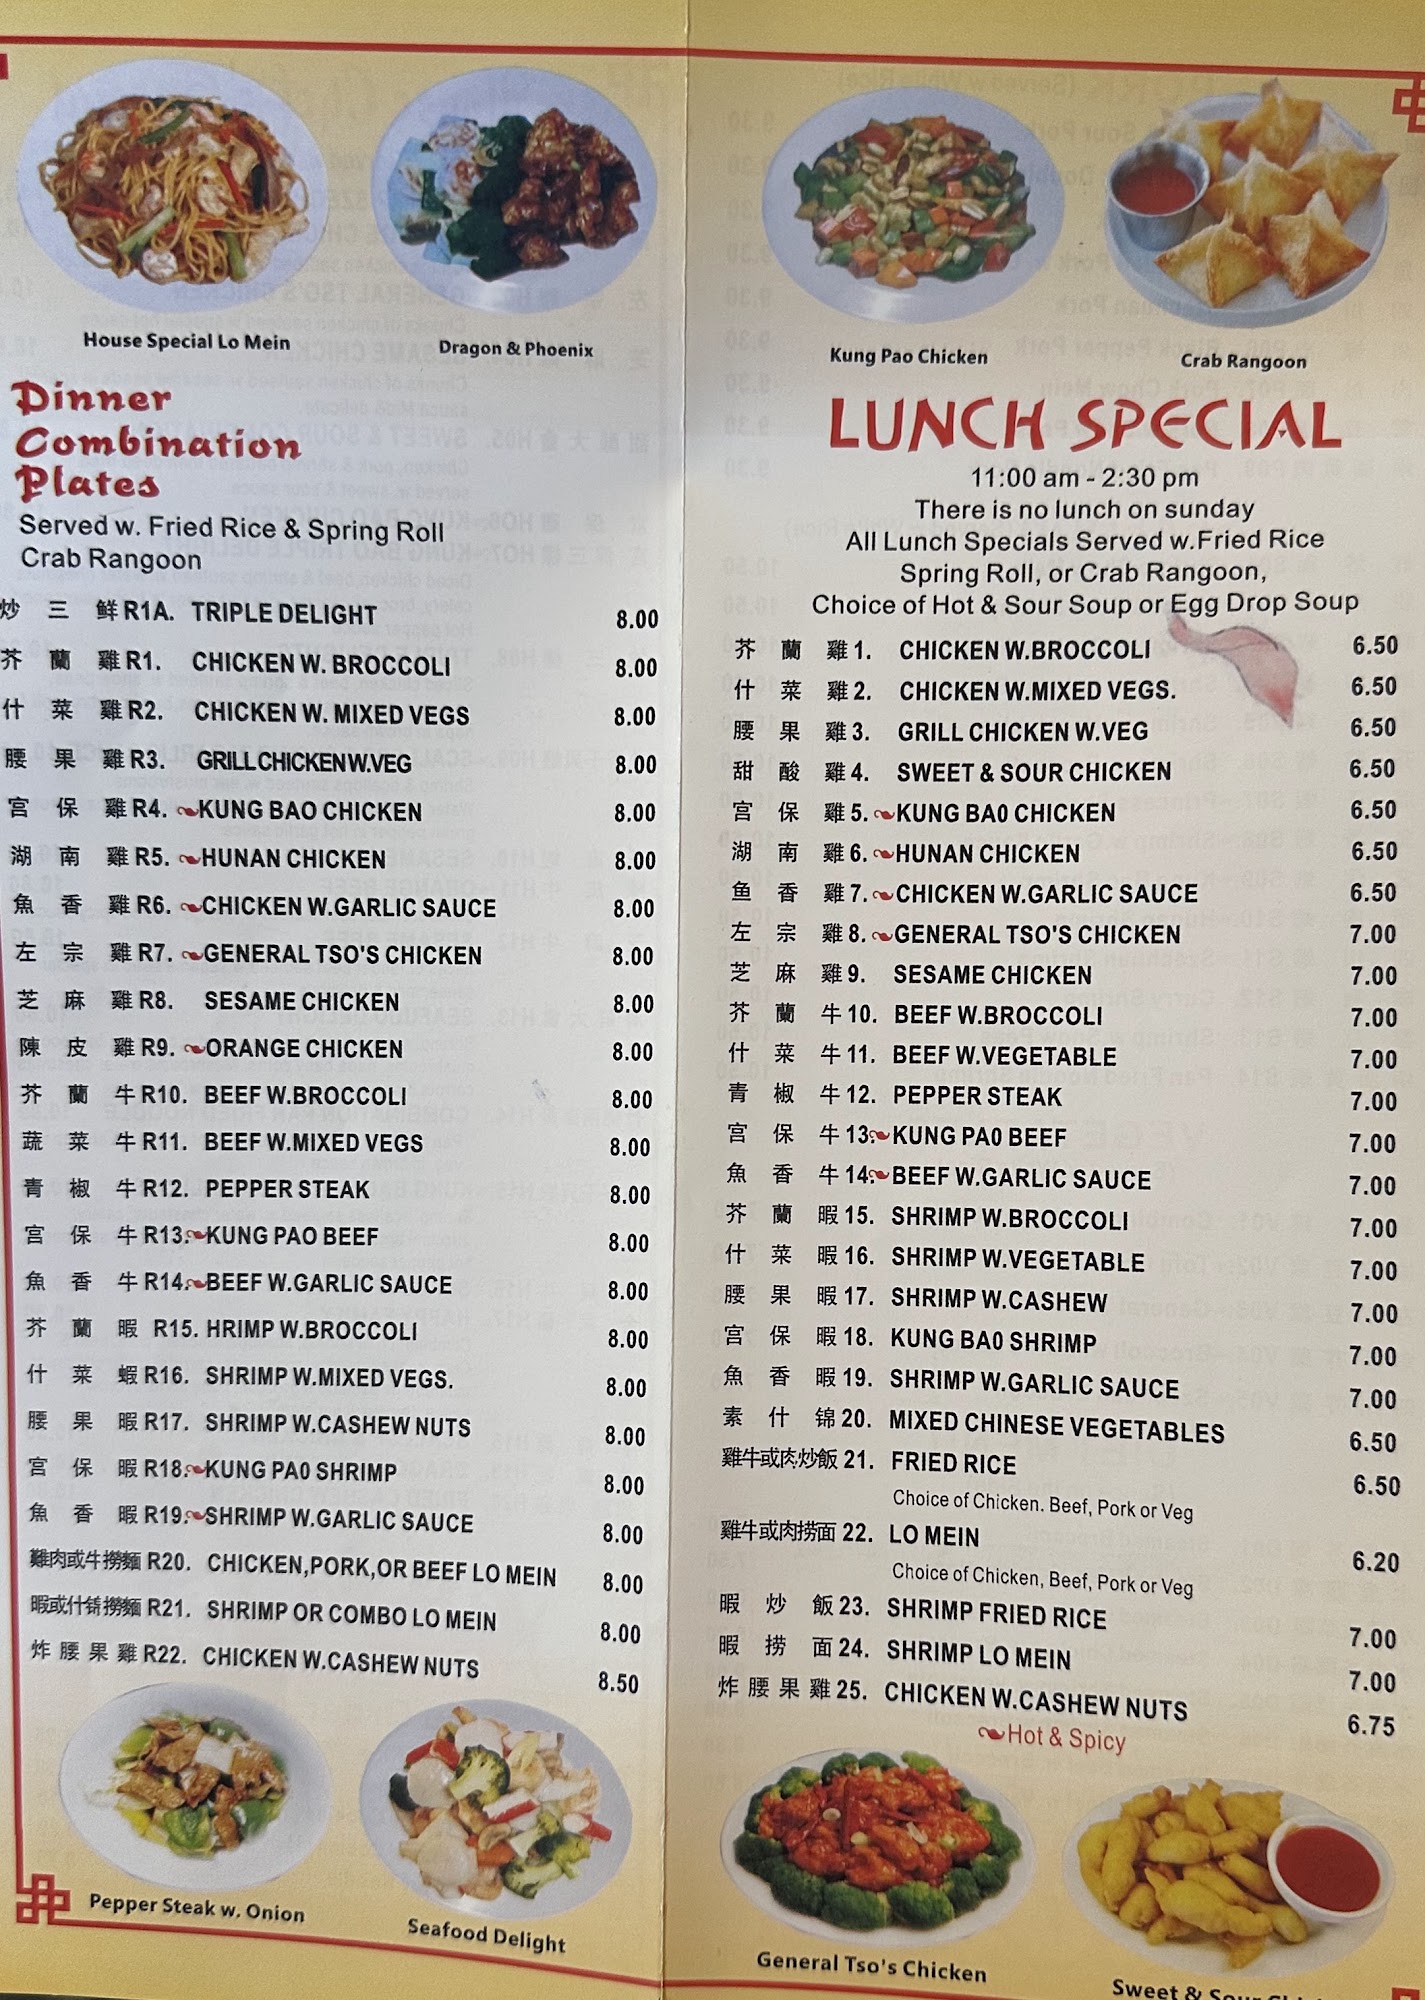 House Special Lo Mein
Dragon & Phoenix
Dinner
Combination
Plates
Served w. Fried Rice & Spring Roll
Crab Rangoon
炒 三 鲜 R1A. TRIPLE DELIGHT 8.00
芥 蘭 雞 R1. CHICKEN W. BROCCOLI 8.00
什 菜 雞 R2. CHICKEN W. MIXED VEGS 8.00
腰 果 雞 R3. GRILL CHICKEN W.VEG 8.00
宫 保 雞 R4. KUNG BAO CHICKEN 8.00
湖 南 雞 R5. HUNAN CHICKEN 8.00
魚 香 雞 R6. CHICKEN W.GARLIC SAUCE 8.00
左 宗 雞 R7. GENERAL TSO'S CHICKEN 8.00
芝 麻 雞 R8. SESAME CHICKEN 8.00
陳 皮 雞 R9. ORANGE CHICKEN 8.00
芥 蘭 牛 R10. BEEF W.BROCCOLI 8.00
蔬 菜 牛 R11. BEEF W.MIXED VEGS 8.00
青 椒 牛 R12. PEPPER STEAK 8.00
宫 保 牛 R13. KUNG PAO BEEF 8.00
魚 香 牛 R14. BEEF W.GARLIC SAUCE 8.00
芥 蘭 暇 R15. HRIMP W.BROCCOLI 8.00
什 菜 蝦 R16. SHRIMP W.MIXED VEGS. 8.00
腰 果 暇 R17. SHRIMP W.CASHEW NUTS 8.00
宫 保 暇 R18. KUNG PA0 SHRIMP 8.00
魚 香 暇 R19. SHRIMP W.GARLIC SAUCE 8.00
雞肉或牛撈麵 R20. CHICKEN,PORK,OR BEEF LO MEIN 8.00
暇或什锦撈麵 R21. SHRIMP OR COMBO LO MEIN 8.00
炸 腰 果 雞 R22. CHICKEN W.CASHEW NUTS 8.50
Pepper Steak w. Onion
Seafood Delight
Kung Pao Chicken
Crab Rangoon
LUNCH SPECIAL
11:00 am - 2:30 pm
There is no lunch on sunday
All Lunch Specials Served w.Fried Rice
Spring Roll, or Crab Rangoon,
Choice of Hot & Sour Soup or Egg Drop Soup
芥 蘭 雞 1. CHICKEN W.BROCCOLI 6.50
什 菜 雞 2. CHICKEN W.MIXED VEGS. 6.50
腰 果 雞 3. GRILL CHICKEN W.VEG 6.50
甜 酸 雞 4. SWEET & SOUR CHICKEN 6.50
宫 保 雞 5. KUNG BA0 CHICKEN 6.50
湖 南 雞 6. HUNAN CHICKEN 6.50
鱼 香 雞 7. CHICKEN W.GARLIC SAUCE 6.50
左 宗 雞 8. GENERAL TSO'S CHICKEN 7.00
芝 麻 雞 9. SESAME CHICKEN 7.00
芥 蘭 牛 10. BEEF W.BROCCOLI 7.00
什 菜 牛 11. BEEF W.VEGETABLE 7.00
青 椒 牛 12. PEPPER STEAK 7.00
宫 保 牛 13. KUNG PA0 BEEF 7.00
魚 香 牛 14. BEEF W.GARLIC SAUCE 7.00
芥 蘭 暇 15. SHRIMP W.BROCCOLI 7.00
什 菜 暇 16. SHRIMP W.VEGETABLE 7.00
腰 果 暇 17. SHRIMP W.CASHEW 7.00
宫 保 暇 18. KUNG BA0 SHRIMP 7.00
魚 香 暇 19. SHRIMP W.GARLIC SAUCE 7.00
素 什 锦 20. MIXED CHINESE VEGETABLES 6.50
雞牛或肉炒飯 21. FRIED RICE 6.50
Choice of Chicken. Beef, Pork or Veg
雞牛或肉撈面 22. LO MEIN 6.20
Choice of Chicken, Beef, Pork or Veg
暇 炒 飯 23. SHRIMP FRIED RICE 7.00
暇 捞 面 24. SHRIMP LO MEIN 7.00
炸 腰 果 雞 25. CHICKEN W.CASHEW NUTS 6.75
Hot & Spicy
General Tso's Chicken
Sweet & Sour